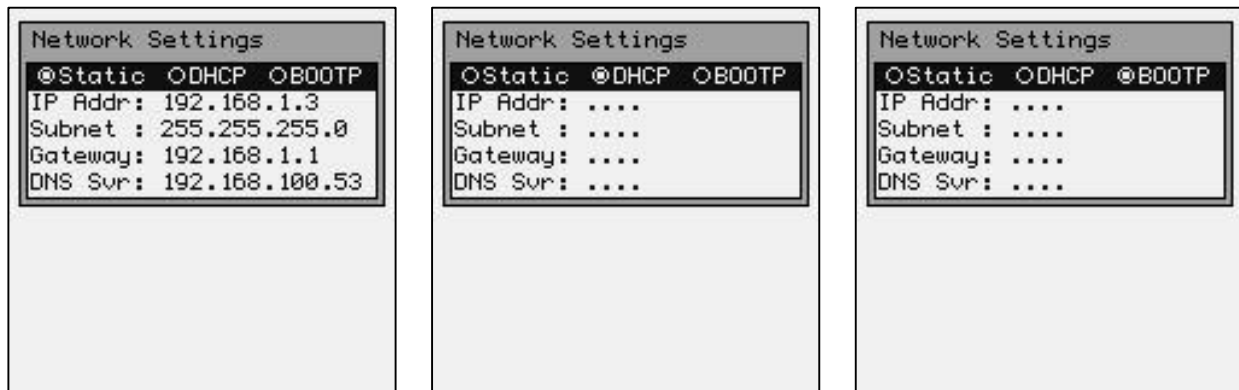 Network Settings
Static DHCP BOOTP
IP Addr: 192.168.1.3
Subnet : 255.255.255.0
Gateway: 192.168.1.1
DNS Svr: 192.168.100.53
Network Settings
Static DHCP BOOTP
IP Addr: ....
Subnet : ....
Gateway: ....
DNS Svr: ....
Network Settings
Static DHCP BOOTP
IP Addr: ....
Subnet : ....
Gateway: ....
DNS Svr: ....